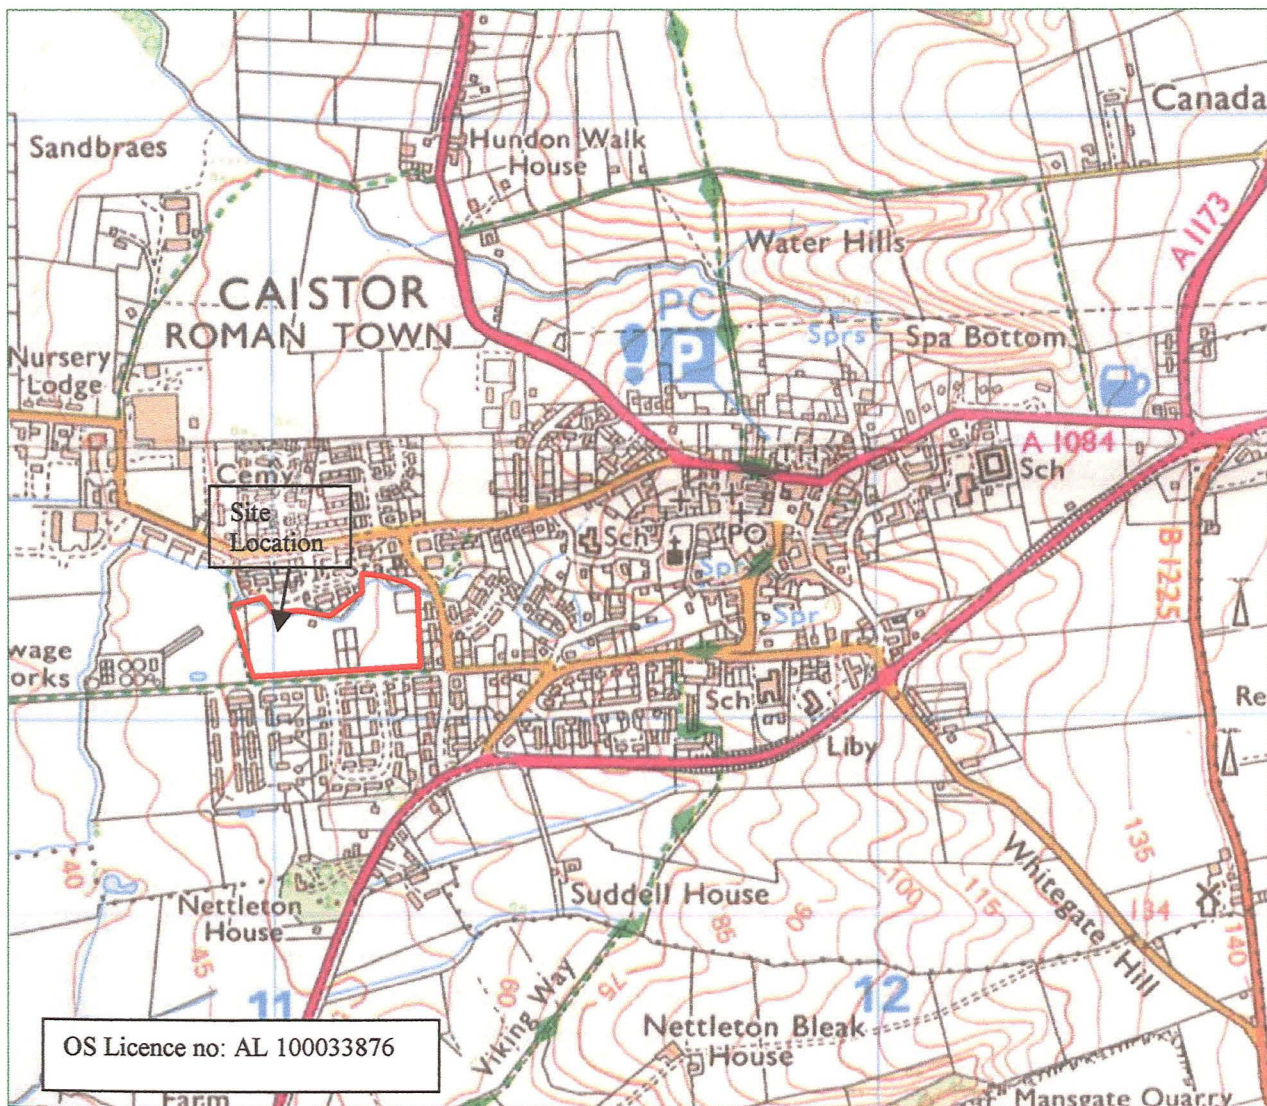 Canada
Sandbraes
Hundon Walk
House
A 1173
Water Hills
CAISTOR
ROMAN TOWN
PC
P
Sprs
Spa Bottom
Nursery
Lodge
A 1084
Sch
Cemy
Site
Location
Sch
PO
Spr
B 1225
Spr
wage
orks
Sch
Re
Liby
40
135
Whitegate Hill
Suddell House
100
115
Nettleton
House
85
90
134
140
45
11
60
75
12
Viking Way
Nettleton Bleak
House
OS Licence no: AL 100033876
Farm
Mansgate Quarry